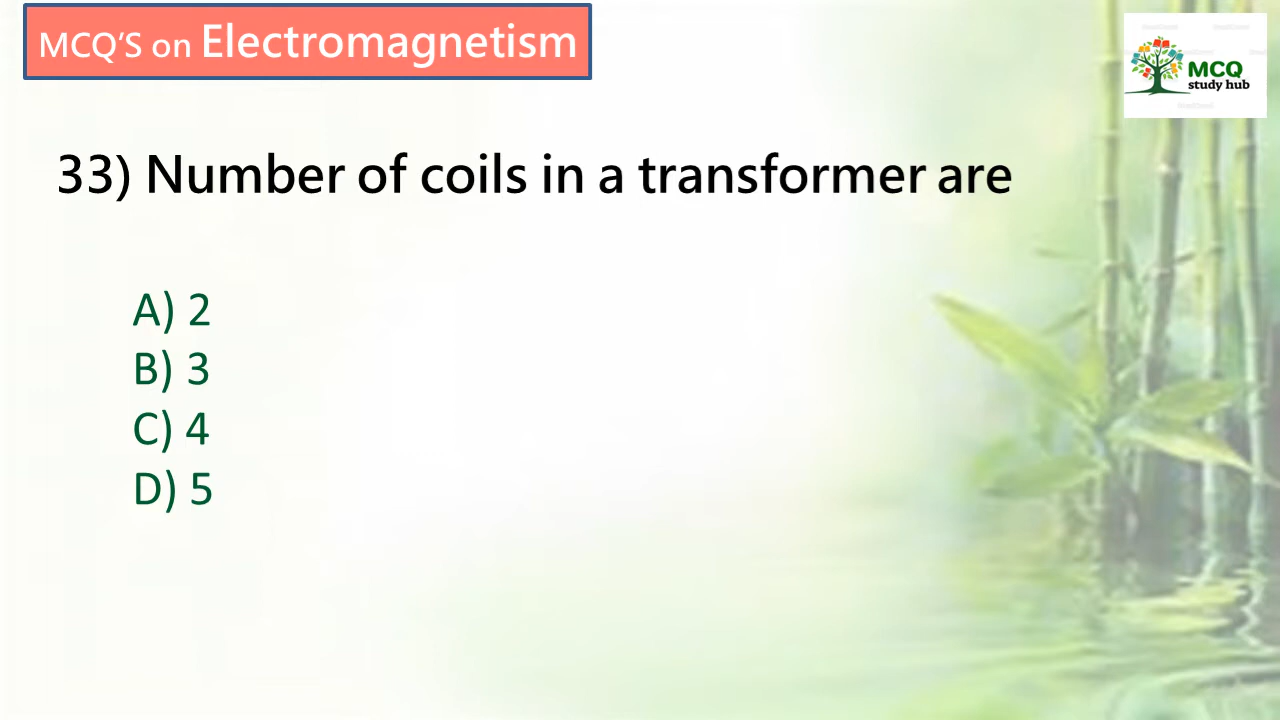 MCQ'S on Electromagnetism
MCQ
study hub
33) Number of coils in a transformer are
A) 2
B) 3
C) 4
D) 5